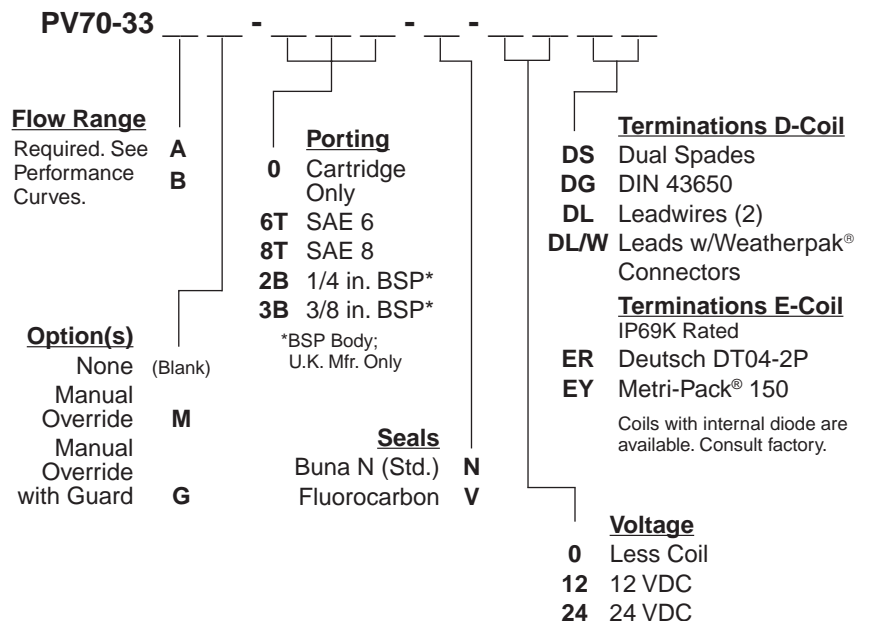 PV70-33 __ __ - __ __ __ - __ - __ __ __ __
Flow Range
Required. See
Performance
Curves.
A
B
Option(s)
None (Blank)
Manual
Override M
Manual
Override
with Guard G
Porting
0 Cartridge
Only
6T SAE 6
8T SAE 8
2B 1/4 in. BSP*
3B 3/8 in. BSP*
*BSP Body;
U.K. Mfr. Only
Seals
Buna N (Std.) N
Fluorocarbon V
Terminations D-Coil
DS Dual Spades
DG DIN 43650
DL Leadwires (2)
DL/W Leads w/Weatherpak®
Connectors
Terminations E-Coil
IP69K Rated
ER Deutsch DT04-2P
EY Metri-Pack® 150
Coils with internal diode are
available. Consult factory.
Voltage
0 Less Coil
12 12 VDC
24 24 VDC